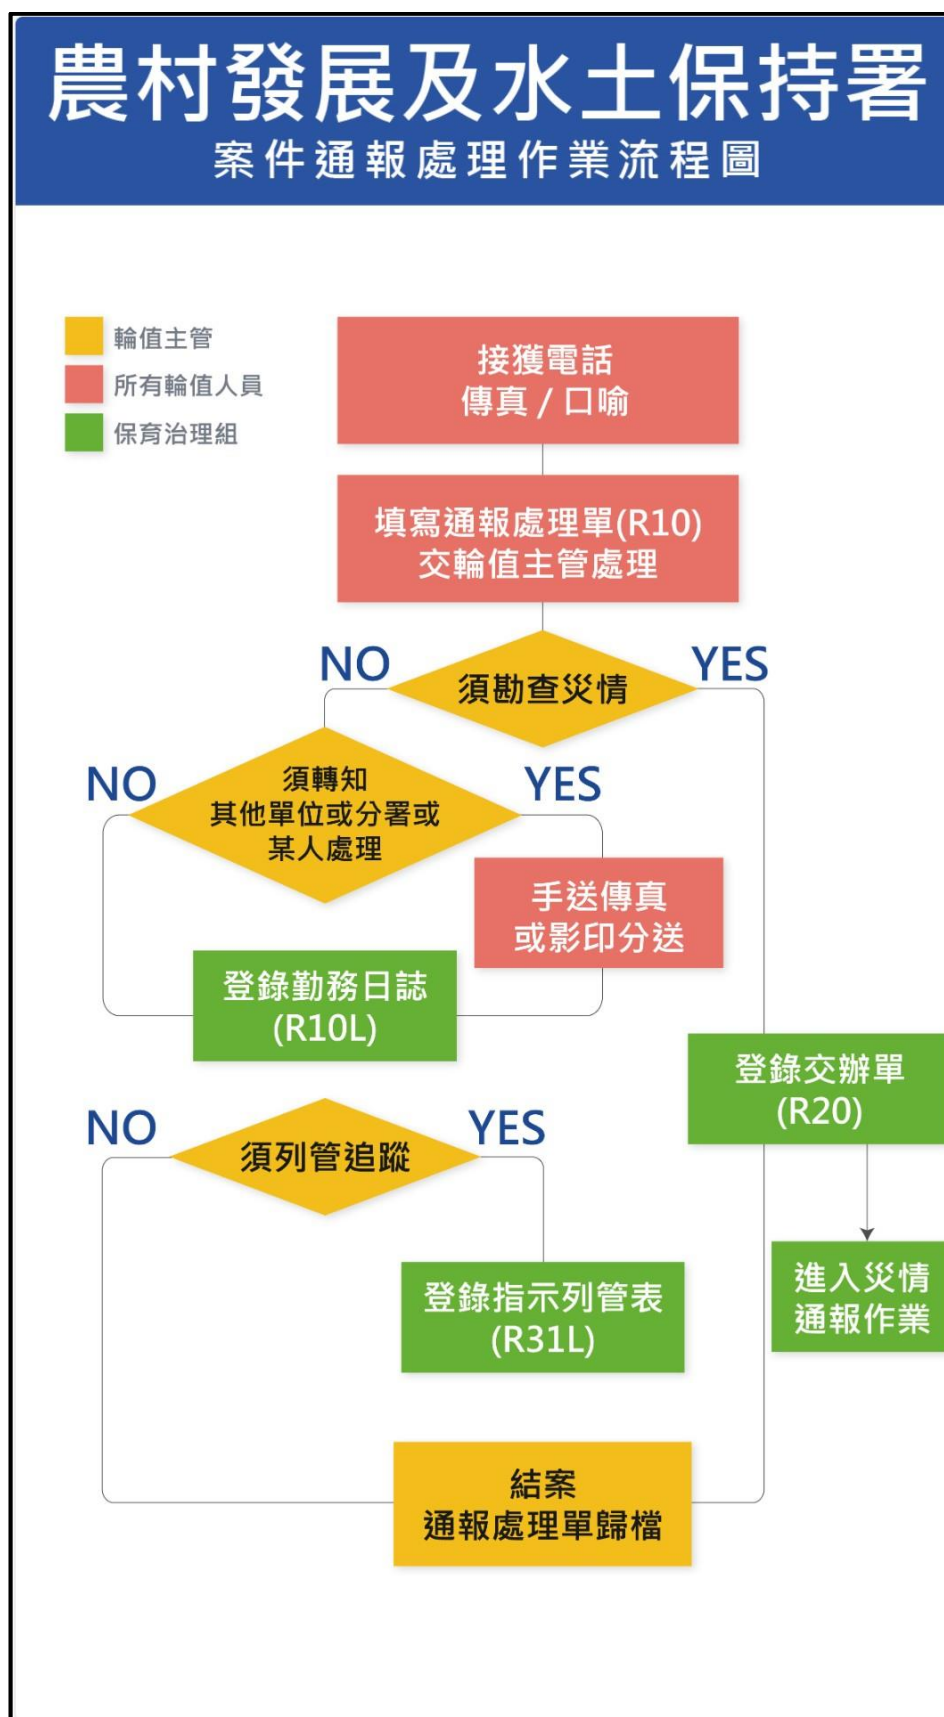 農村發展及水土保持署
案件通報處理作業流程圖
輪值主管
所有輪值人員
保育治理組
接獲電話
傳真 / 口喻
填寫通報處理單(R10)
交輪值主管處理
NO
YES
須勘查災情
NO
YES
須轉知
其他單位或分署或
某人處理
手送傳真
或影印分送
登錄勤務日誌
(R10L)
登錄交辦單
(R20)
NO
YES
須列管追蹤
進入災情
通報作業
登錄指示列管表
(R31L)
結案
通報處理單歸檔